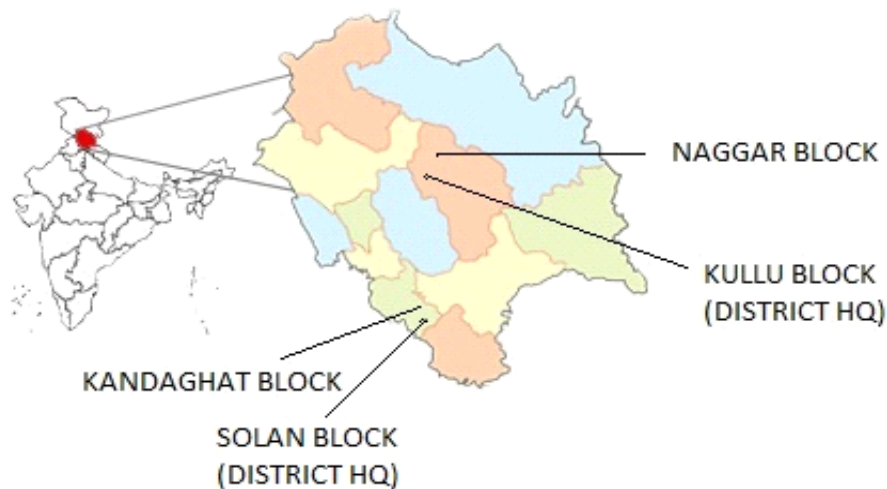 NAGGAR BLOCK
KULLU BLOCK
(DISTRICT HQ)
KANDAGHAT BLOCK
SOLAN BLOCK
(DISTRICT HQ)